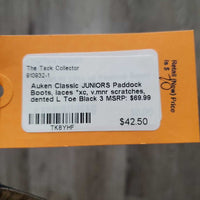 The Tack Collector
910932-1
Auken Classic JUNIORS Paddock
Boots, laces *xc, v.mnr scratches,
dented L Toe Black 3 MSRP: $69.99
TK8YHF
$42.50
Retail (New) Price
is $ 70